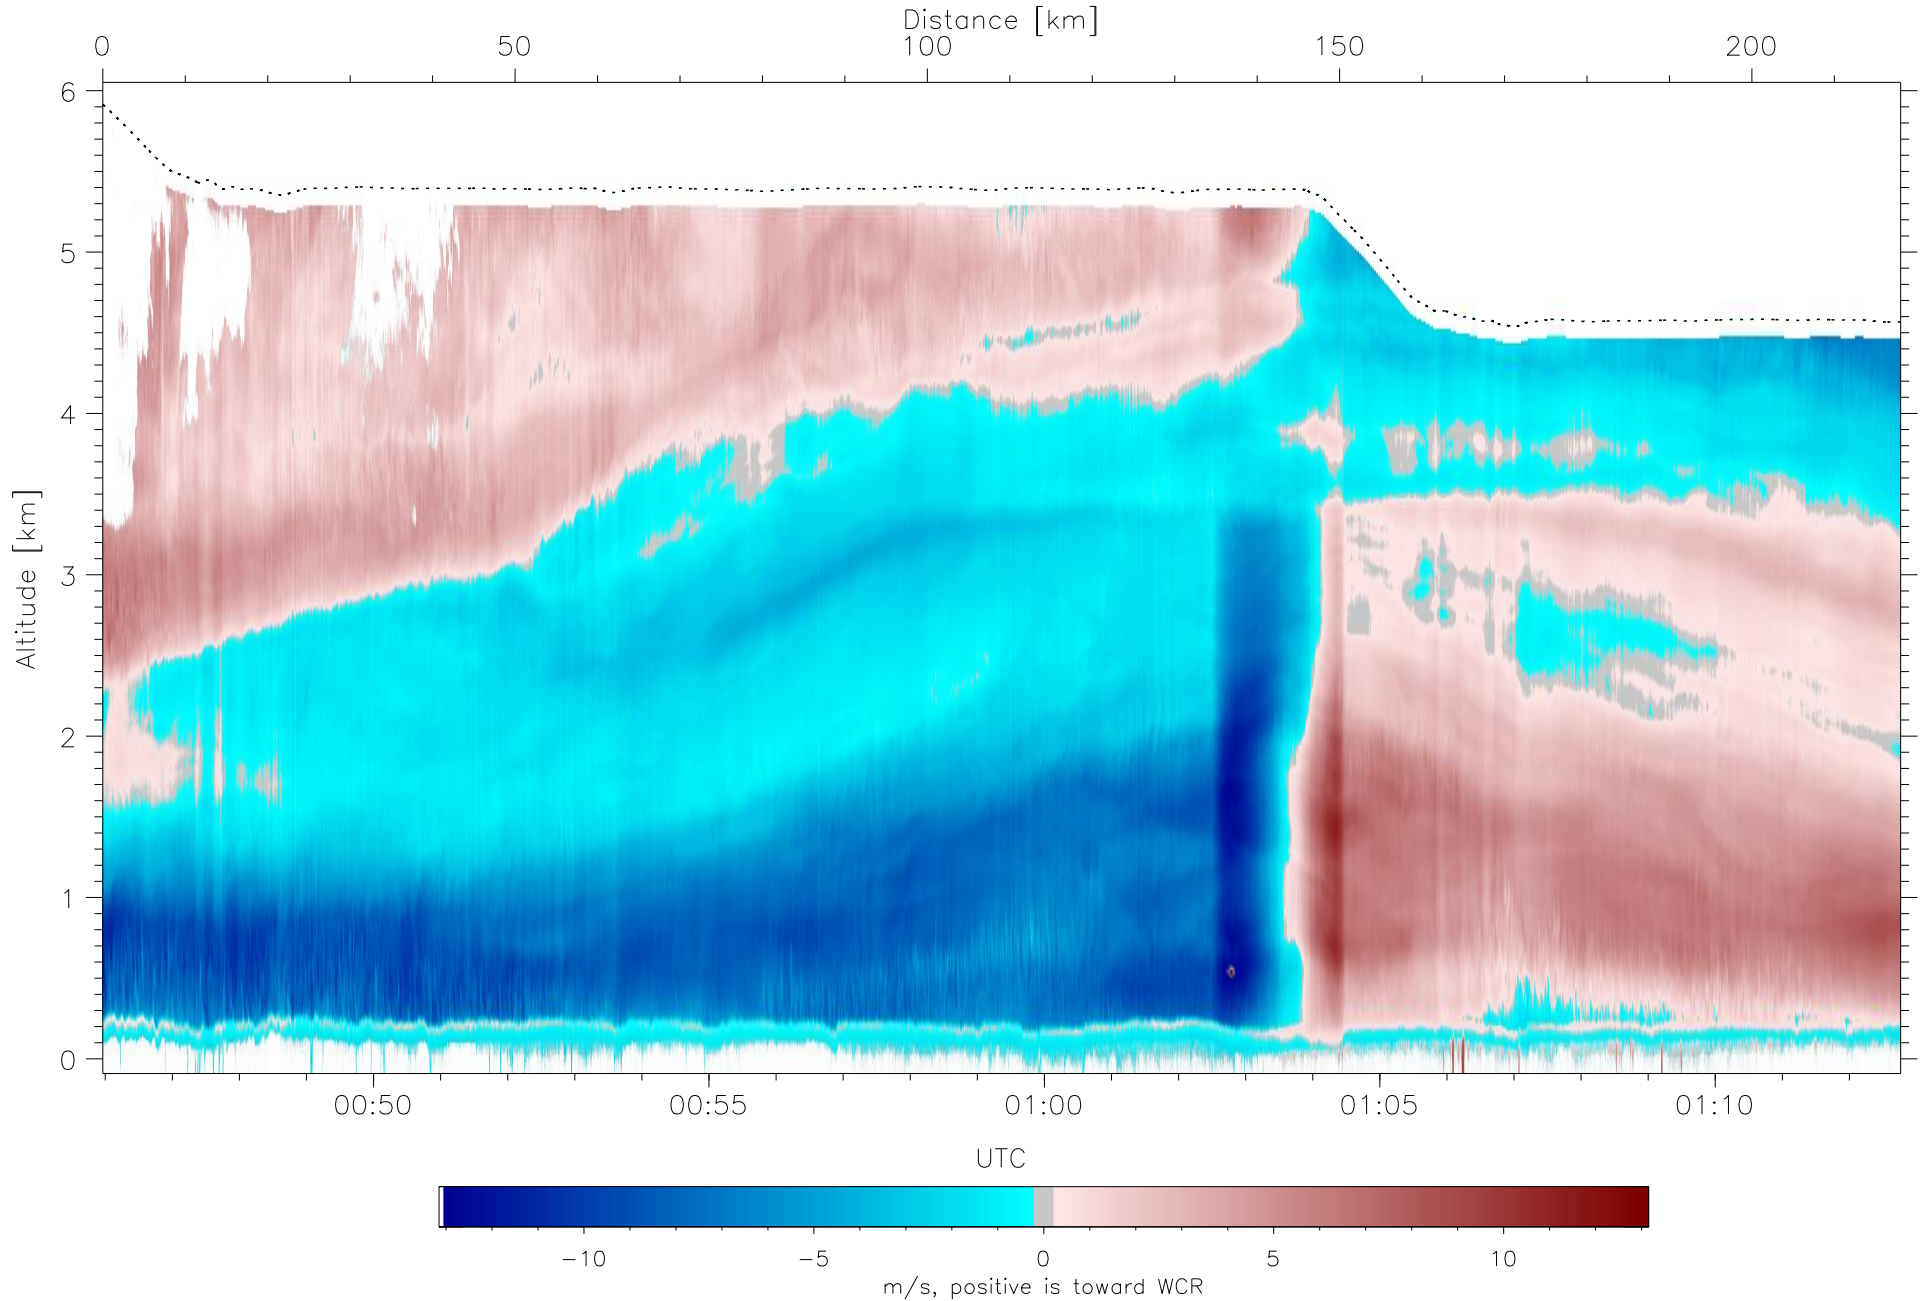 Distance [km]
0 50 100 150 200
Altitude [km]
6
5
4
3
2
1
0
00:50 00:55 01:00 01:05 01:10
UTC
−10 −5 0 5 10
m/s, positive is toward WCR